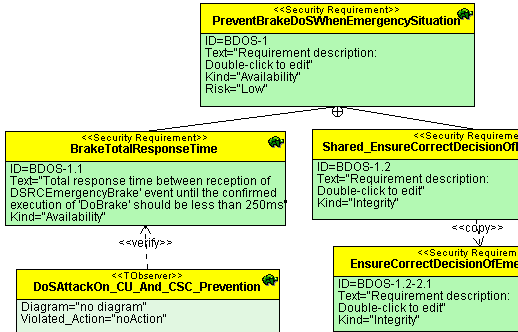 <<Security Requirement>>
PreventBrakeDoSWhenEmergencySituation
ID=BDOS-1
Text="Requirement description:
Double-click to edit"
Kind="Availability"
Risk="Low"
<<Security Requirement>>
BrakeTotalResponseTime
ID=BDOS-1.1
Text="Total response time between reception of
DSRCEmergencyBrake' event until the confirmed
execution of 'DoBrake' should be less than 250ms"
Kind="Availability"
<<Security Requirem
Shared_EnsureCorrectDecisionOf
ID=BDOS-1.2
Text="Requirement description:
Double-click to edit"
Kind="Integrity"
<<verify>>
<<copy>>
<<TObserver>>
DoSAttackOn_CU_And_CSC_Prevention
Diagram="no diagram"
Violated_Action="noAction"
<<Security Requirem
EnsureCorrectDecisionOfEme
ID=BDOS-1.2-2.1
Text="Requirement description:
Double-click to edit"
Kind="Integrity"